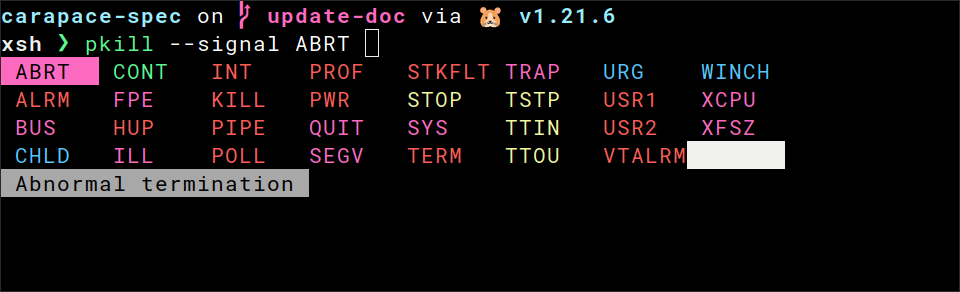 carapace-spec on update-doc via 🐹 v1.21.6
xsh ❯ pkill --signal ABRT
ABRT CONT INT PROF STKFLT TRAP URG WINCH
ALRM FPE KILL PWR STOP TSTP USR1 XCPU
BUS HUP PIPE QUIT SYS TTIN USR2 XFSZ
CHLD ILL POLL SEGV TERM TTOU VTALRM
Abnormal termination